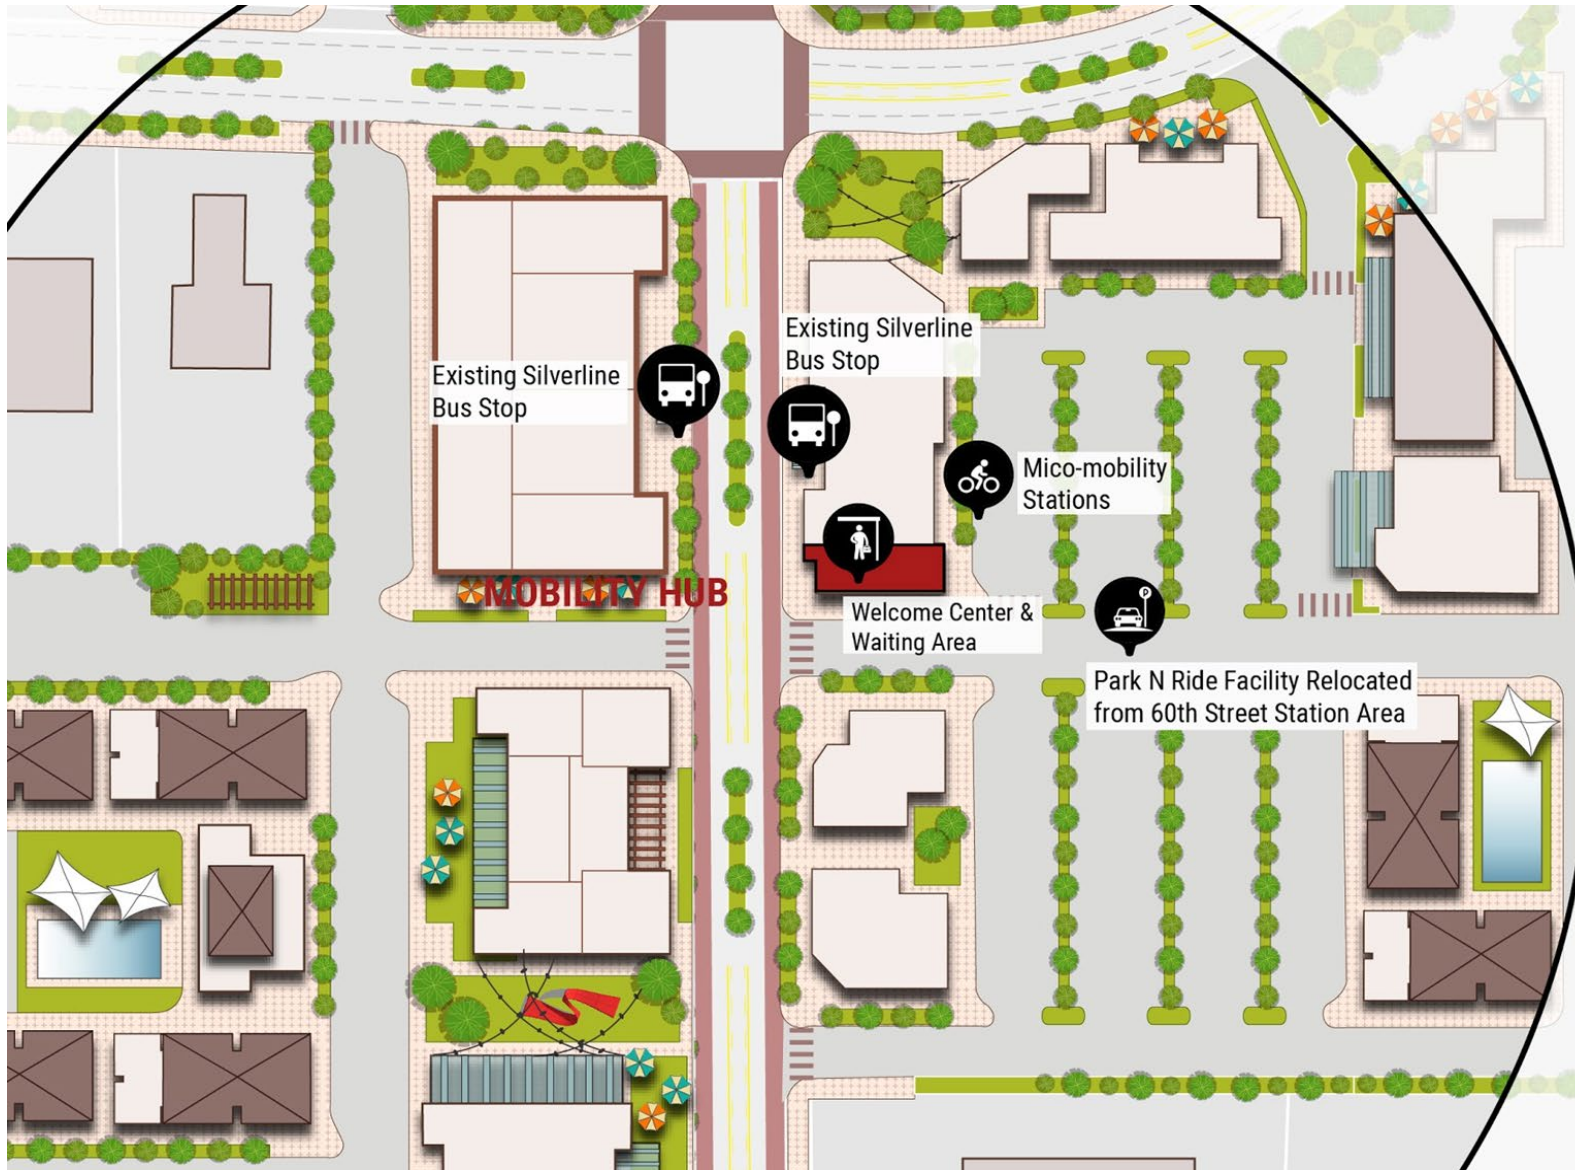 Existing Silverline
Bus Stop
Existing Silverline
Bus Stop
Mico-mobility
Stations
MOBILITY HUB
Welcome Center &
Waiting Area
P
Park N Ride Facility Relocated
from 60th Street Station Area